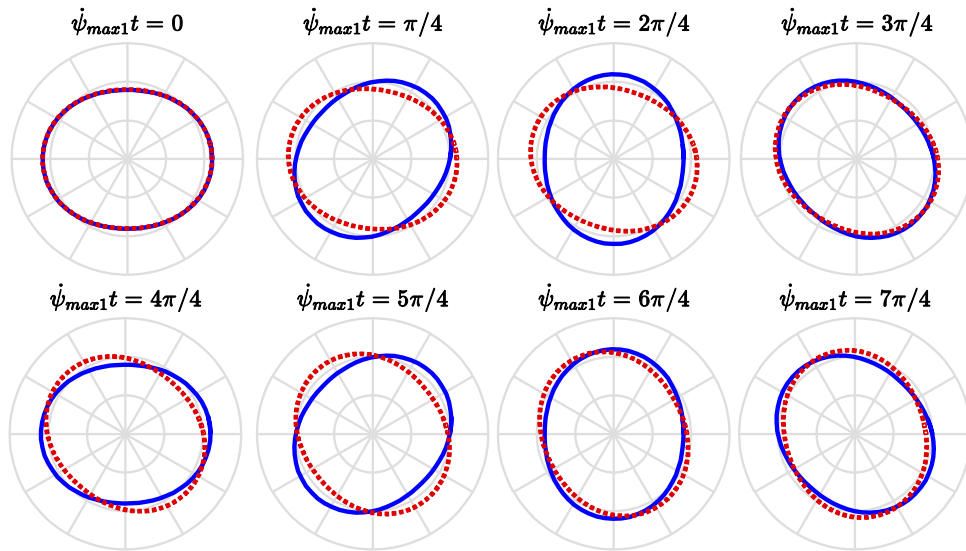 ψ̇ₘₐₓ₁t = 0
ψ̇ₘₐₓ₁t = π/4
ψ̇ₘₐₓ₁t = 2π/4
ψ̇ₘₐₓ₁t = 3π/4
ψ̇ₘₐₓ₁t = 4π/4
ψ̇ₘₐₓ₁t = 5π/4
ψ̇ₘₐₓ₁t = 6π/4
ψ̇ₘₐₓ₁t = 7π/4